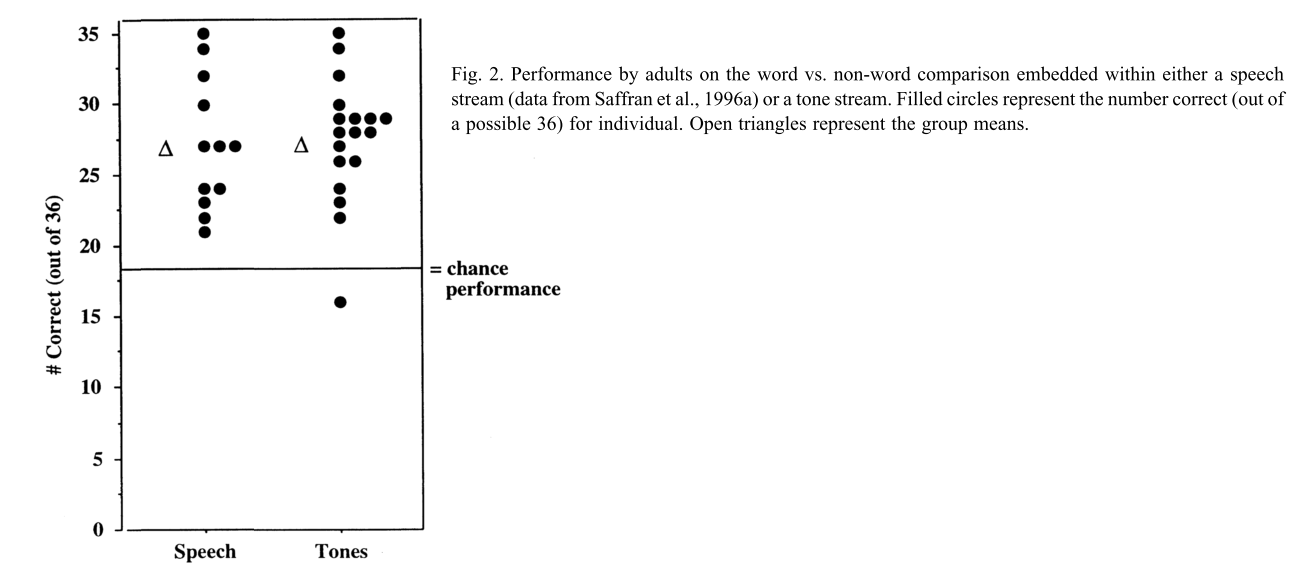 35
30
25
20
15
10
5
0
# Correct (out of 36)
Speech
Tones
= chance
performance
Fig. 2. Performance by adults on the word vs. non-word comparison embedded within either a speech
stream (data from Saffran et al., 1996a) or a tone stream. Filled circles represent the number correct (out of
a possible 36) for individual. Open triangles represent the group means.